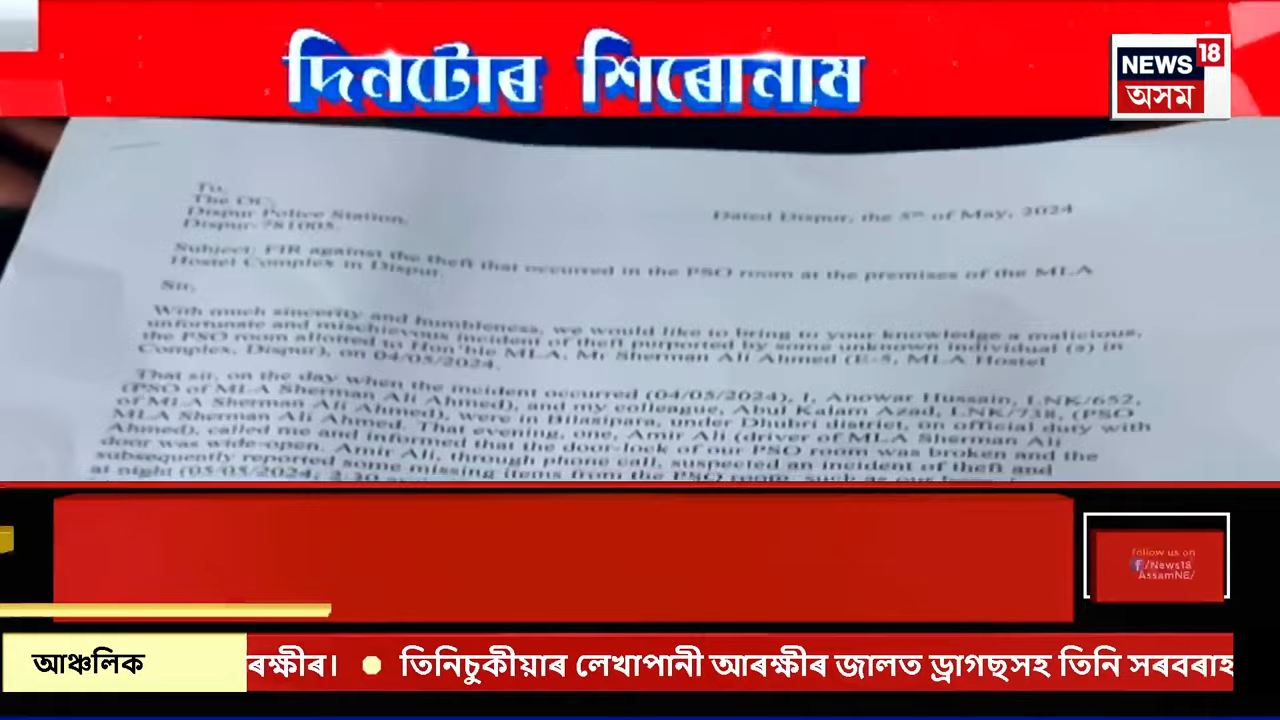 দিনটোৰ শিৰোনাম
NEWS 18
অসম
To,
The OC,
Dispur Police Station,
Dispur-781005.
Dated Dispur, the 5th of May, 2024
Subject: FIR against the theft that occurred in the PSO room at the premises of the MLA
Hostel Complex in Dispur.
Sir,
With much sincerity and humbleness, we would like to bring to your knowledge a malicious,
unfortunate and mischievous incident of theft purported by some unknown individual (s) in
the PSO room allotted to Hon'ble MLA, Mr Sherman Ali Ahmed (E-5, MLA Hostel
Complex, Dispur), on 04/05/2024.
That sir, on the day when the incident occurred (04/05/2024), I, Anowar Hussain, LNK/652,
(PSO of MLA Sherman Ali Ahmed), and my colleague, Abul Kalam Azad, LNK/738, (PSO
of MLA Sherman Ali Ahmed), were in Bilasipara, under Dhubri district, on official duty with
MLA Sherman Ali Ahmed. That evening, one, Amir Ali (driver of MLA Sherman Ali
Ahmed), called me and informed that the door-lock of our PSO room was broken and the
door was wide-open. Amir Ali, through phone call, suspected an incident of theft and
subsequently reported some missing items from the PSO room, such as our
at night (05/05/2024,
follow us on
f/News18
AssamNE/
আঞ্চলিক
ৰক্ষীৰ। ● তিনিচুকীয়াৰ লেখাপানী আৰক্ষীৰ জালত ড্ৰাগছসহ তিনি সৰবৰাহ